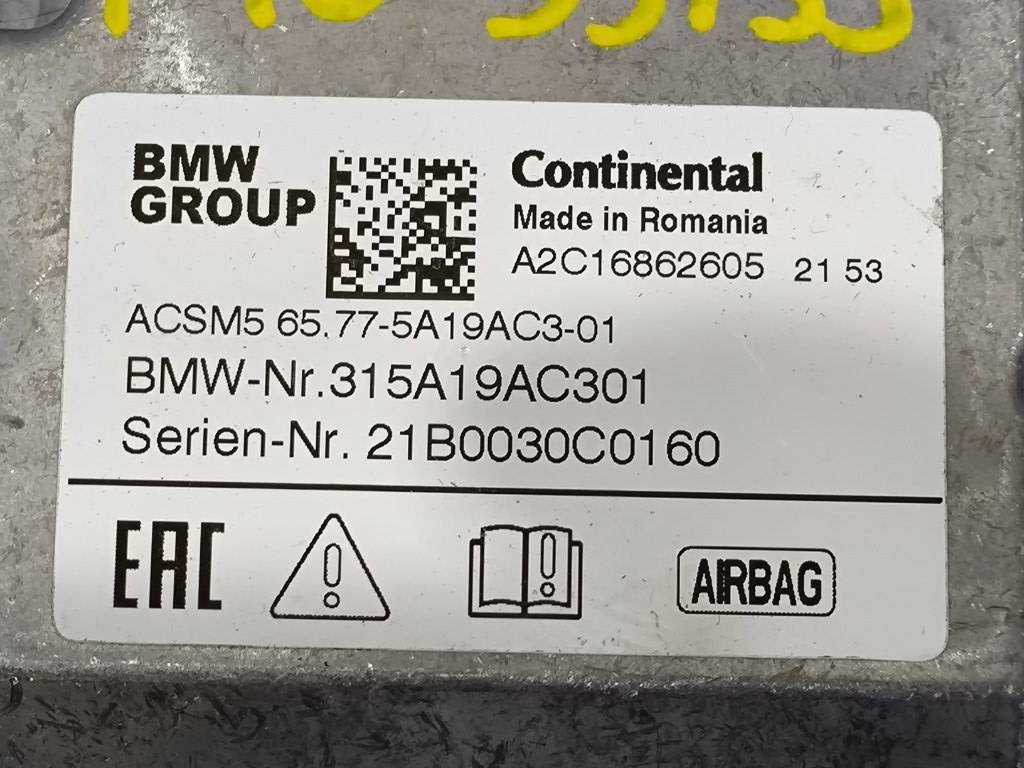 BMW
GROUP
Continental
Made in Romania
A2C16862605 21 53
ACSM5 65.77-5A19AC3-01
BMW-Nr.315A19AC301
Serien-Nr. 21B0030C0160
EAC
AIRBAG